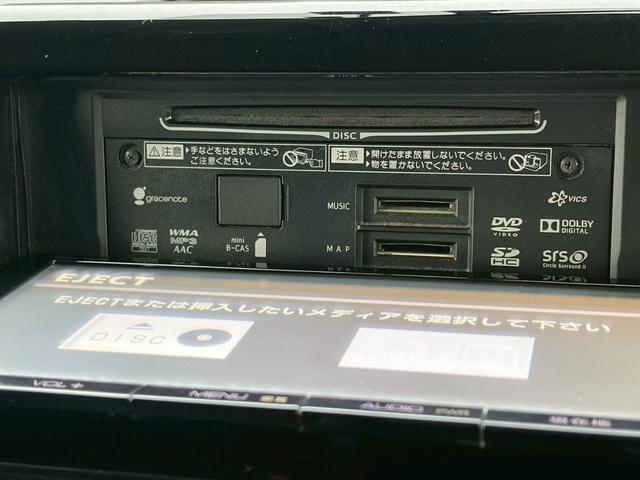 DISC
注意 ▶手などをはさまないよう
ご注意ください。
注意 ▶開けたまま放置しないでください。
▶物を置かないでください。
gracenote
MUSIC
VICS
WMA
MP3
AAC
mini
B-CAS
MAP
DVD
VIDEO
DOLBY
DIGITAL
SD
HC
SRS
Circle Surround II
EJECT
EJECTまたは挿入したいメディアを選択して下さい
DISC
VOL +
MENU
AUDIO